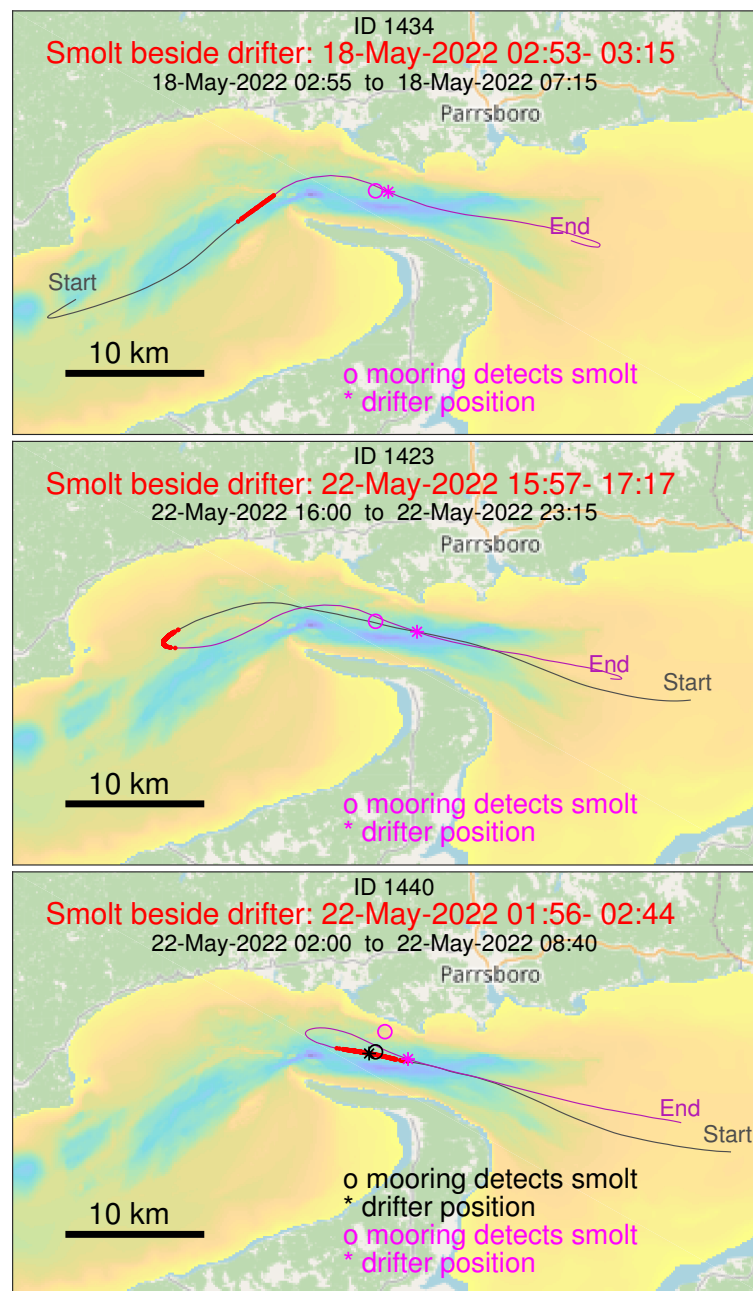 ID 1434
Smolt beside drifter: 18-May-2022 02:53- 03:15
18-May-2022 02:55  to  18-May-2022 07:15
Parrsboro
End
Start
10 km
o mooring detects smolt
* drifter position
ID 1423
Smolt beside drifter: 22-May-2022 15:57- 17:17
22-May-2022 16:00  to  22-May-2022 23:15
Parrsboro
End
Start
10 km
o mooring detects smolt
* drifter position
ID 1440
Smolt beside drifter: 22-May-2022 01:56- 02:44
22-May-2022 02:00  to  22-May-2022 08:40
Parrsboro
End
Start
o mooring detects smolt
* drifter position
10 km
o mooring detects smolt
* drifter position